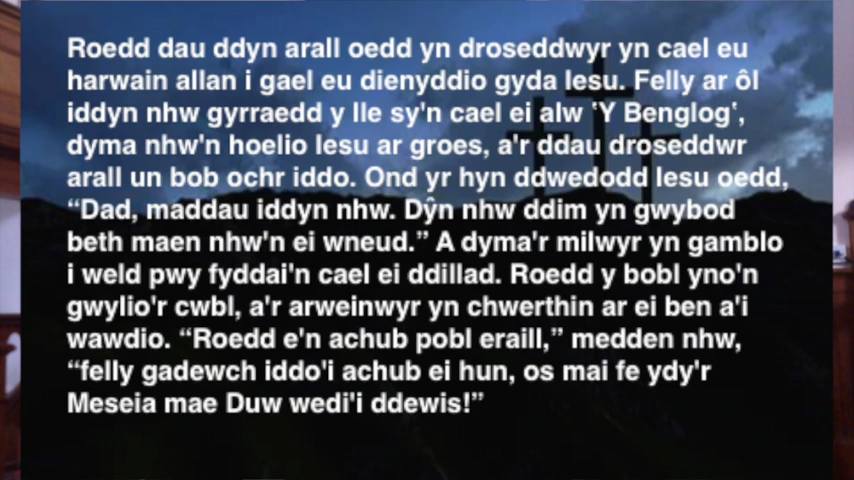 Roedd dau ddyn arall oedd yn droseddwyr yn cael eu
harwain allan i gael eu dienyddio gyda Iesu. Felly ar ôl
iddyn nhw gyrraedd y lle sy'n cael ei alw ‛Y Benglog‛,
dyma nhw'n hoelio Iesu ar groes, a'r ddau droseddwr
arall un bob ochr iddo. Ond yr hyn ddwedodd Iesu oedd,
“Dad, maddau iddyn nhw. Dŷn nhw ddim yn gwybod
beth maen nhw'n ei wneud.” A dyma'r milwyr yn gamblo
i weld pwy fyddai'n cael ei ddillad. Roedd y bobl yno'n
gwylio'r cwbl, a'r arweinwyr yn chwerthin ar ei ben a'i
wawdio. “Roedd e'n achub pobl eraill,” medden nhw,
“felly gadewch iddo'i achub ei hun, os mai fe ydy'r
Meseia mae Duw wedi'i ddewis!”